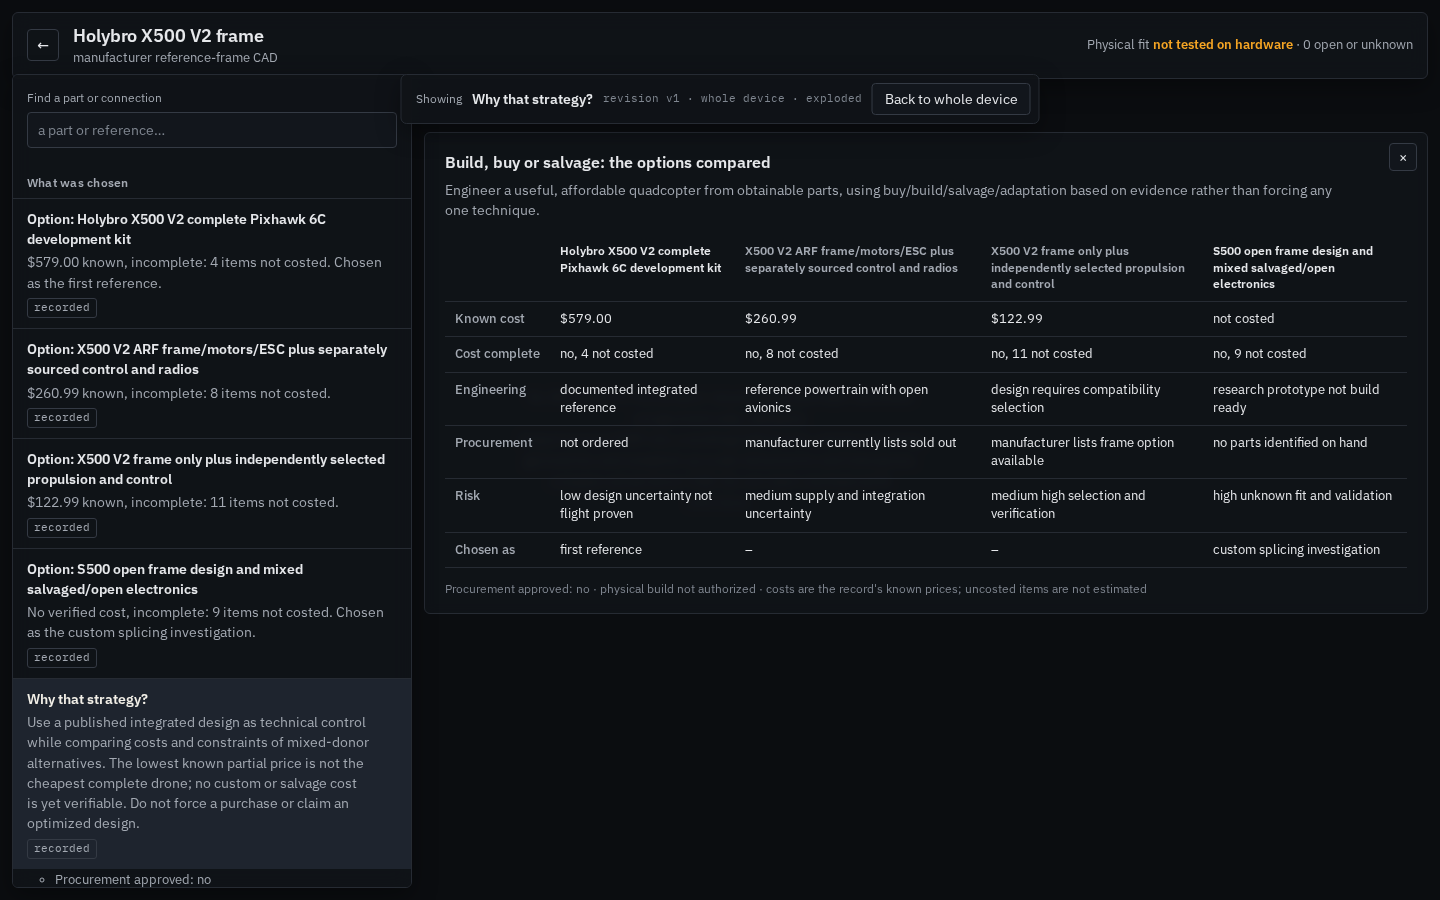 ←
Holybro X500 V2 frame
manufacturer reference-frame CAD
Physical fit not tested on hardware · 0 open or unknown
Find a part or connection
a part or reference...
Showing Why that strategy? revision v1 · whole device · exploded Back to whole device
What was chosen
Option: Holybro X500 V2 complete Pixhawk 6C
development kit
$579.00 known, incomplete: 4 items not costed. Chosen
as the first reference.
recorded
Option: X500 V2 ARF frame/motors/ESC plus separately
sourced control and radios
$260.99 known, incomplete: 8 items not costed.
recorded
Option: X500 V2 frame only plus independently selected
propulsion and control
$122.99 known, incomplete: 11 items not costed.
recorded
Option: S500 open frame design and mixed
salvaged/open electronics
No verified cost, incomplete: 9 items not costed. Chosen
as the custom splicing investigation.
recorded
Why that strategy?
Use a published integrated design as technical control
while comparing costs and constraints of mixed-donor
alternatives. The lowest known partial price is not the
cheapest complete drone; no custom or salvage cost
is yet verifiable. Do not force a purchase or claim an
optimized design.
recorded
Procurement approved: no
Build, buy or salvage: the options compared
×
Engineer a useful, affordable quadcopter from obtainable parts, using buy/build/salvage/adaptation based on evidence rather than forcing any
one technique.
Holybro X500 V2 complete X500 V2 ARF frame/motors/ESC plus X500 V2 frame only plus S500 open frame design and
Pixhawk 6C development kit separately sourced control and radios independently selected propulsion mixed salvaged/open
and control electronics
Known cost $579.00 $260.99 $122.99 not costed
Cost complete no, 4 not costed no, 8 not costed no, 11 not costed no, 9 not costed
Engineering documented integrated reference powertrain with open design requires compatibility research prototype not build
reference avionics selection ready
Procurement not ordered manufacturer currently lists sold out manufacturer lists frame option no parts identified on hand
available
Risk low design uncertainty not medium supply and integration medium high selection and high unknown fit and validation
flight proven uncertainty verification
Chosen as first reference – – custom splicing investigation
Procurement approved: no · physical build not authorized · costs are the record's known prices; uncosted items are not estimated